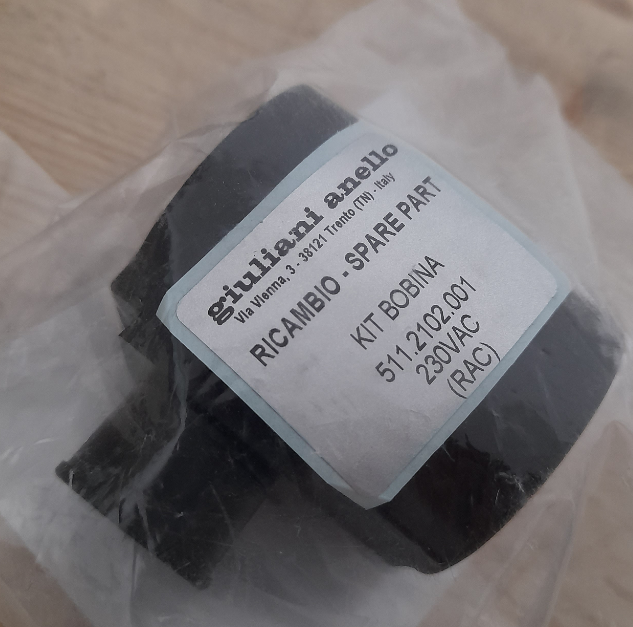 giuliani anello
Via Vienna, 3 - 38121 Trento (TN) - Italy
RICAMBIO - SPARE PART
KIT BOBINA
511.2102.001
230VAC
(RAC)